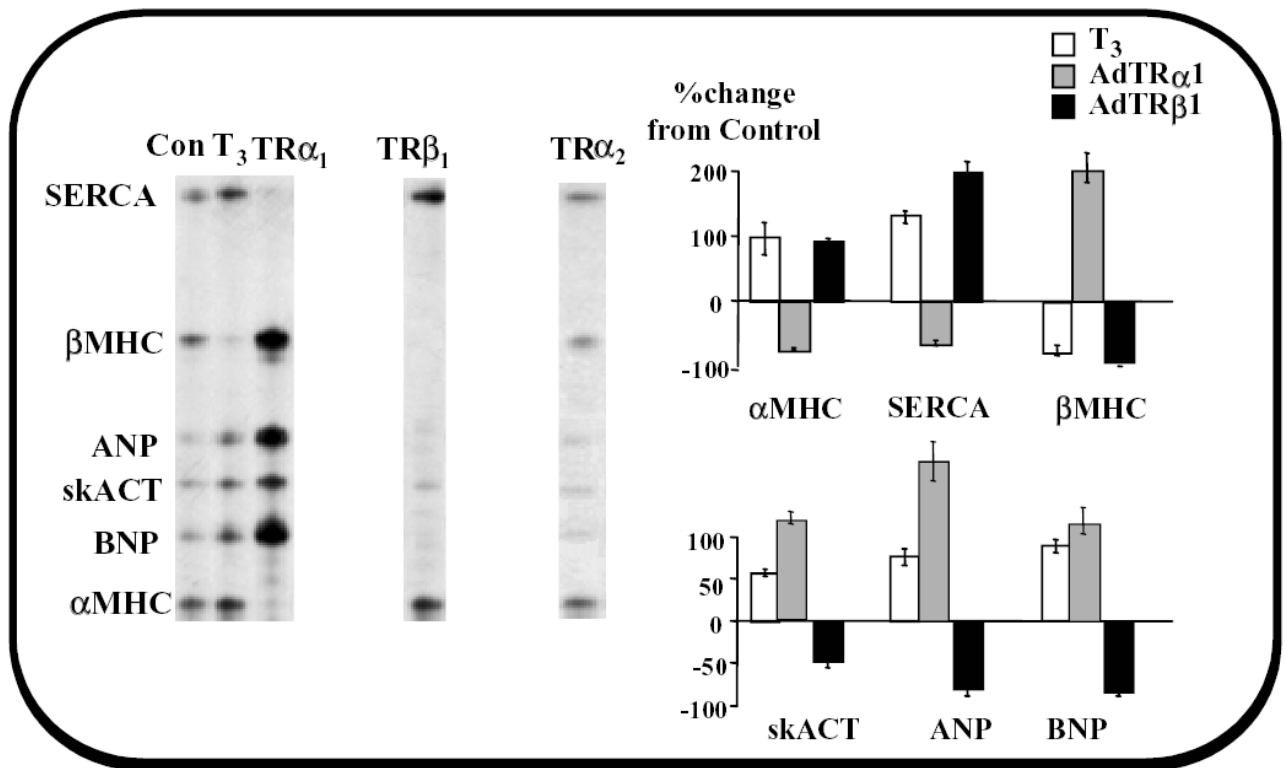 Con T₃ TRα₁
TRβ₁
TRα₂
SERCA
βMHC
ANP
skACT
BNP
αMHC
T₃
AdTRα1
AdTRβ1
%change
from Control
200
100
0
-100
αMHC SERCA βMHC
100
50
0
-50
-100
skACT ANP BNP